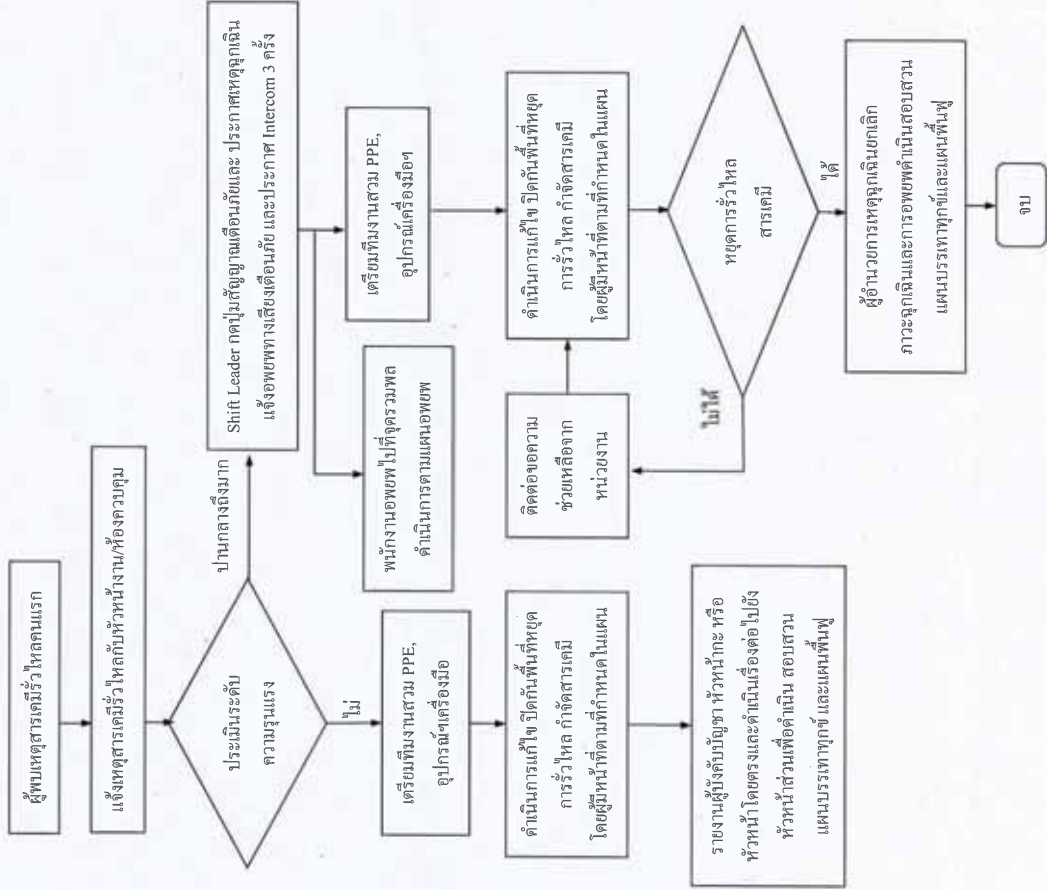 ผู้พบเหตุสารเคมีรั่วไหลคนแรก
แจ้งเหตุสารเคมีรั่วไหลกับหัวหน้างาน/ห้องควบคุม
ประเมินระดับ
ความรุนแรง
ปานกลางถึงมาก
Shift Leader กดปุ่มสัญญาณเตือนภัยและ ประกาศเหตุฉุกเฉิน
แจ้งอพยพทางเสียงเตือนภัย และประกาศ Intercom 3 ครั้ง
ไม่
เตรียมทีมงานสวม PPE,
อุปกรณ์ฯเครื่องมือ
พนักงานอพยพไปที่จุดรวมพล
ดำเนินการตามแผนอพยพ
เตรียมทีมงานสวม PPE,
อุปกรณ์เครื่องมือฯ
ดำเนินการแก้ไข ปิดกันพื้นที่หยุด
การรั่วไหล กำจัดสารเคมี
โดยผู้มีหน้าที่ตามที่กำหนดในแผน
ติดต่อขอความ
ช่วยเหลือจาก
หน่วยงาน
ดำเนินการแก้ไข ปิดกันพื้นที่หยุด
การรั่วไหล กำจัดสารเคมี
โดยผู้มีหน้าที่ตามที่กำหนดในแผน
รายงานผู้บังคับบัญชา หัวหน้ากะ หรือ
หัวหน้าโดยตรงและดำเนินเรื่องต่อไปยัง
หัวหน้าส่วนเพื่อดำเนิน สอบสวน
แผนบรรเทาทุกข์ และแผนฟื้นฟู
ไม่ได้
หยุดการรั่วไหล
สารเคมี
ได้
ผู้อำนวยการเหตุฉุกเฉินยกเลิก
ภาวะฉุกเฉินและการอพยพดำเนินสอบสวน
แผนบรรเทาทุกข์และแผนฟื้นฟู
จบ